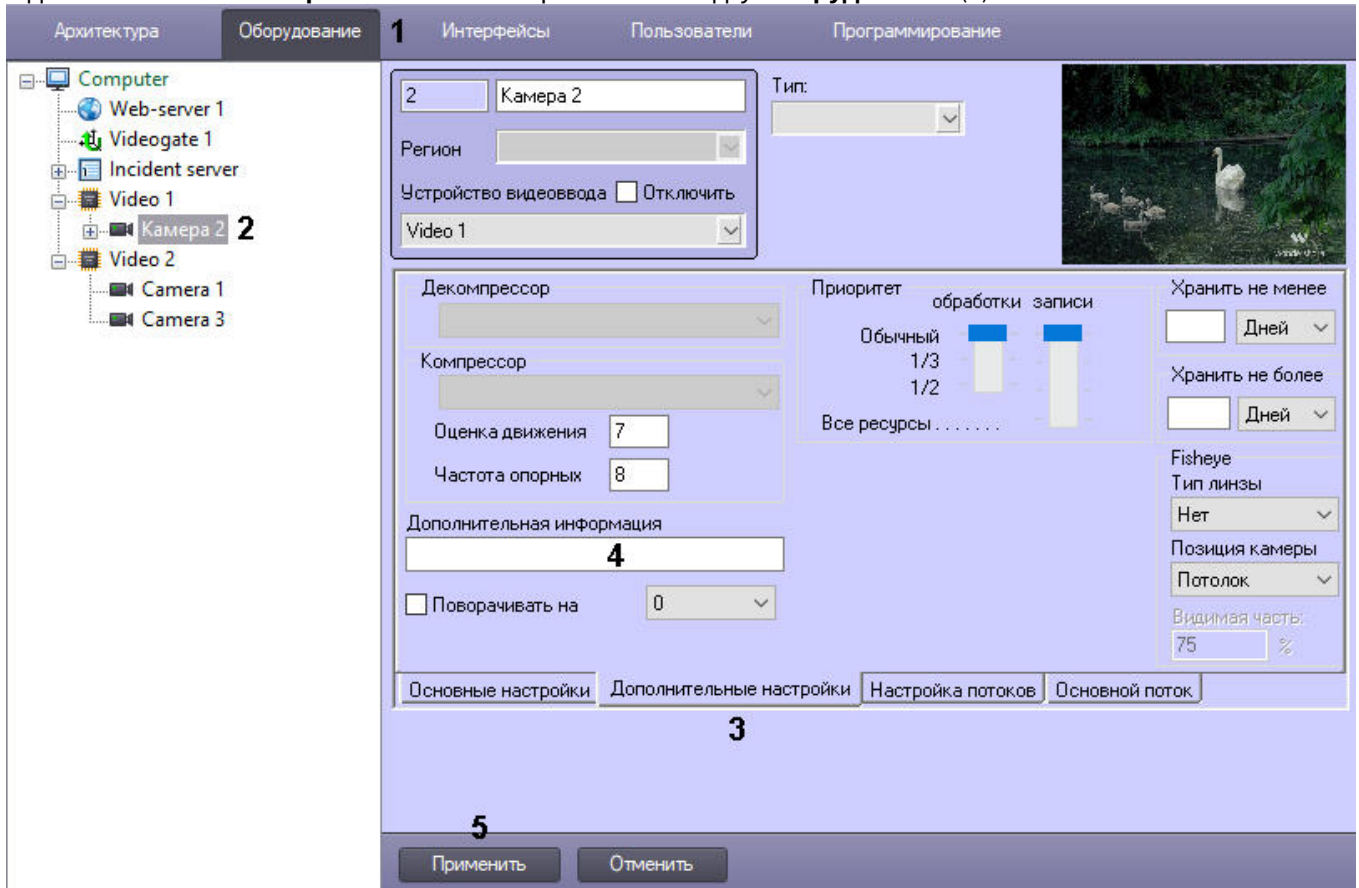 Архитектура Оборудование 1 Интерфейсы Пользователи Программирование
Computer
Web-server 1
Videogate 1
Incident server
Video 1
Камера 2 2
Video 2
Camera 1
Camera 3
2 Камера 2
Тип:
Регион
Устройство видеоввода Отключить
Video 1
Декомпрессор
Компрессор
Оценка движения 7
Частота опорных 8
Дополнительная информация
4
Поворачивать на 0
Приоритет
обработки записи
Обычный
1/3
1/2
Все ресурсы . . . . . . .
Хранить не менее
Дней
Хранить не более
Дней
Fisheye
Тип линзы
Нет
Позиция камеры
Потолок
Видимая часть:
75 %
Основные настройки Дополнительные настройки Настройка потоков Основной поток
3
5
Применить Отменить